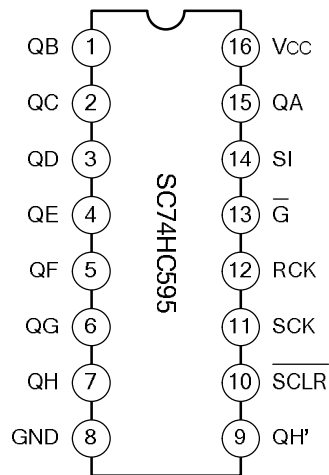 QB 1 16 VCC
QC 2 15 QA
QD 3 14 SI
QE 4 13 G̅
QF 5 12 RCK
QG 6 11 SCK
QH 7 10 S̅C̅L̅R̅
GND 8 9 QH'
SC74HC595